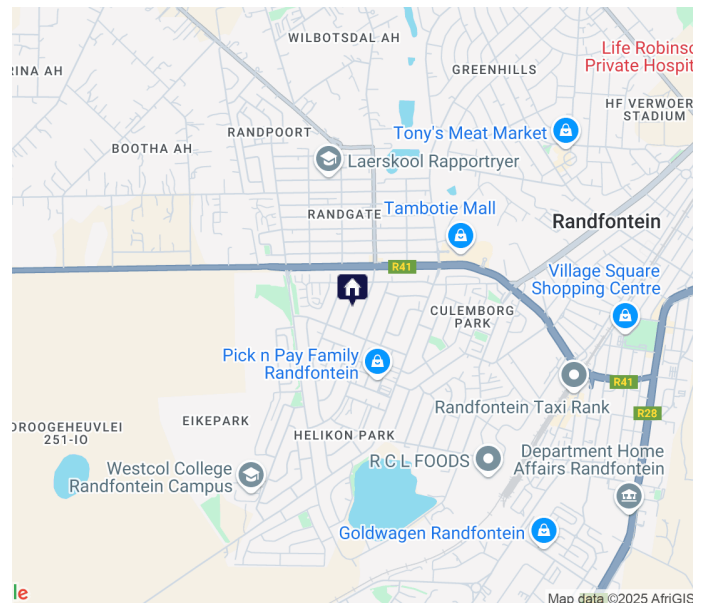 WILBOTSDAL AH
Life Robinso
Private Hospit
RINA AH
GREENHILLS
HF VERWOER
STADIUM
RANDPOORT
Tony's Meat Market
BOOTHA AH
Laerskool Rapportryer
RANDGATE
Tambotie Mall
Randfontein
R41
Village Square
Shopping Centre
CULEMBORG
PARK
Pick n Pay Family
Randfontein
R41
Randfontein Taxi Rank
R28
EIKEPARK
DROOGEHEUVLEI
251-IO
HELIKON PARK
R C L FOODS
Department Home
Affairs Randfontein
Westcol College
Randfontein Campus
Goldwagen Randfontein
le
Map data ©2025 AfriGIS